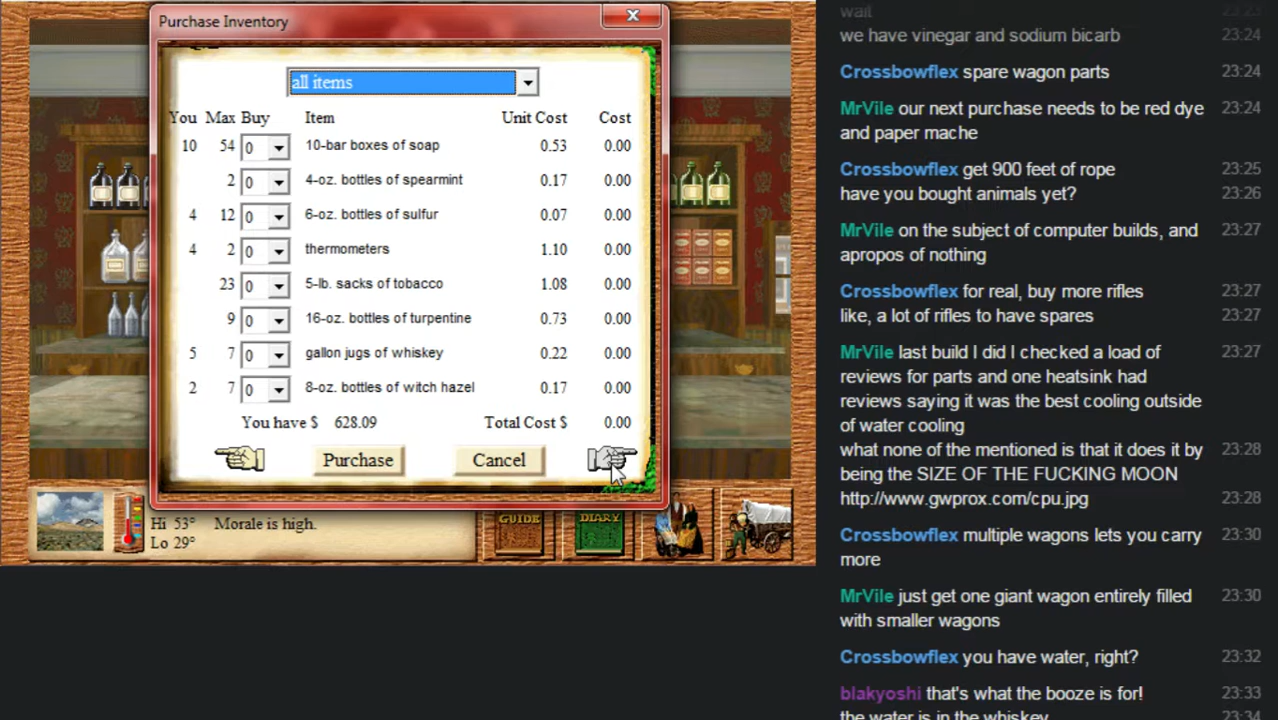 Purchase Inventory
all items
You Max Buy Item Unit Cost Cost
10 54 0 10-bar boxes of soap 0.53 0.00
2 0 4-oz. bottles of spearmint 0.17 0.00
4 12 0 6-oz. bottles of sulfur 0.07 0.00
4 2 0 thermometers 1.10 0.00
23 0 5-lb. sacks of tobacco 1.08 0.00
9 0 16-oz. bottles of turpentine 0.73 0.00
5 7 0 gallon jugs of whiskey 0.22 0.00
2 7 0 8-oz. bottles of witch hazel 0.17 0.00
You have $ 628.09 Total Cost $ 0.00
Purchase Cancel
Hi 53° Morale is high.
Lo 29°
GUIDE DIARY
wait 23:23
we have vinegar and sodium bicarb 23:24
Crossbowflex spare wagon parts 23:24
MrVile our next purchase needs to be red dye 23:24
and paper mache
Crossbowflex get 900 feet of rope 23:25
have you bought animals yet? 23:26
MrVile on the subject of computer builds, and 23:27
apropos of nothing
Crossbowflex for real, buy more rifles 23:27
like, a lot of rifles to have spares 23:27
MrVile last build I did I checked a load of 23:27
reviews for parts and one heatsink had
reviews saying it was the best cooling outside
of water cooling
what none of the mentioned is that it does it by 23:28
being the SIZE OF THE FUCKING MOON
http://www.gwprox.com/cpu.jpg 23:28
Crossbowflex multiple wagons lets you carry 23:30
more
MrVile just get one giant wagon entirely filled 23:30
with smaller wagons
Crossbowflex you have water, right? 23:32
blakyoshi that's what the booze is for! 23:33
the water is in the whiskey 23:34